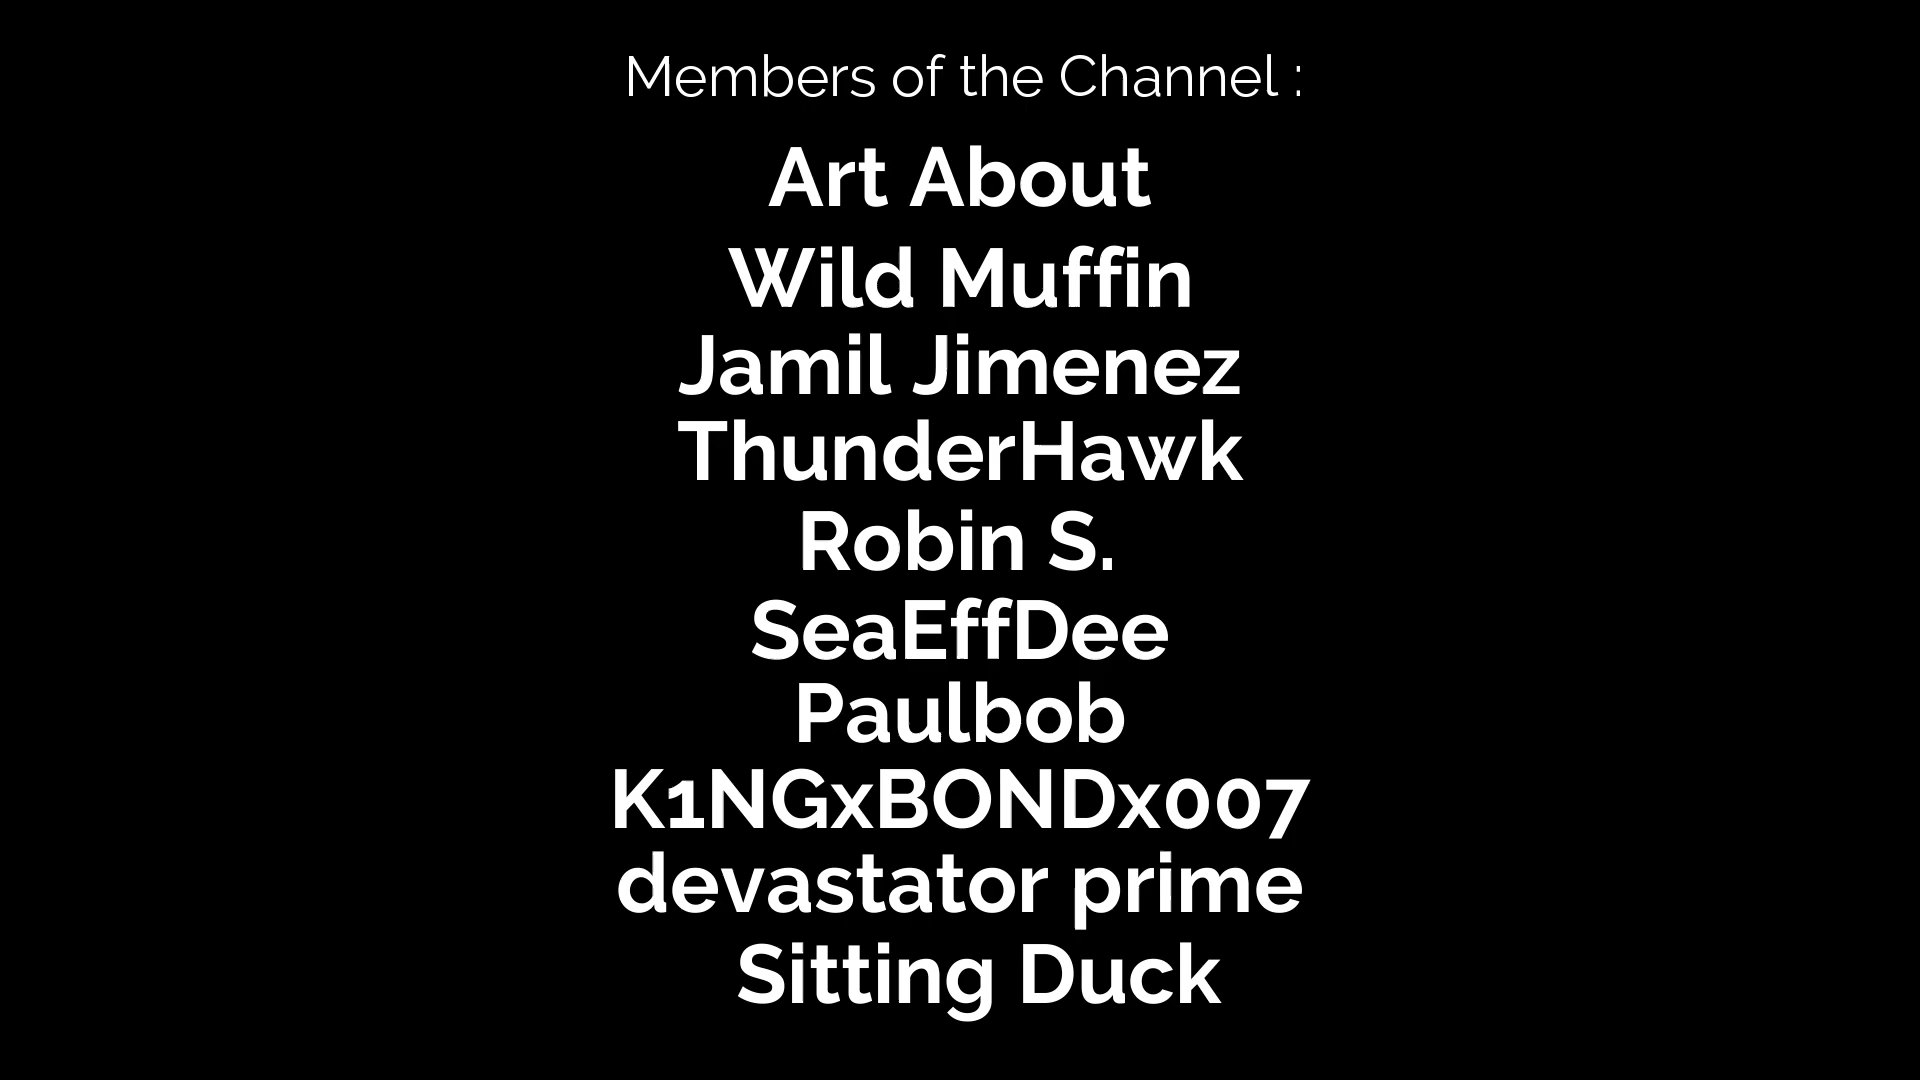 Members of the Channel :
Art About
Wild Muffin
Jamil Jimenez
ThunderHawk
Robin S.
SeaEffDee
Paulbob
K1NGxBONDx007
devastator prime
Sitting Duck